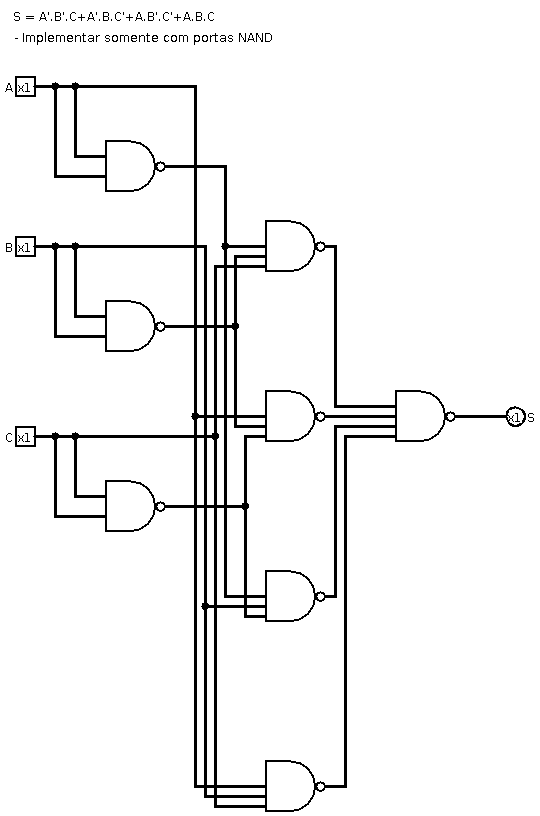 S = A'.B'.C+A'.B.C'+A.B'.C'+A.B.C
- Implementar somente com portas NAND
A x1
B x1
C x1
x1 S